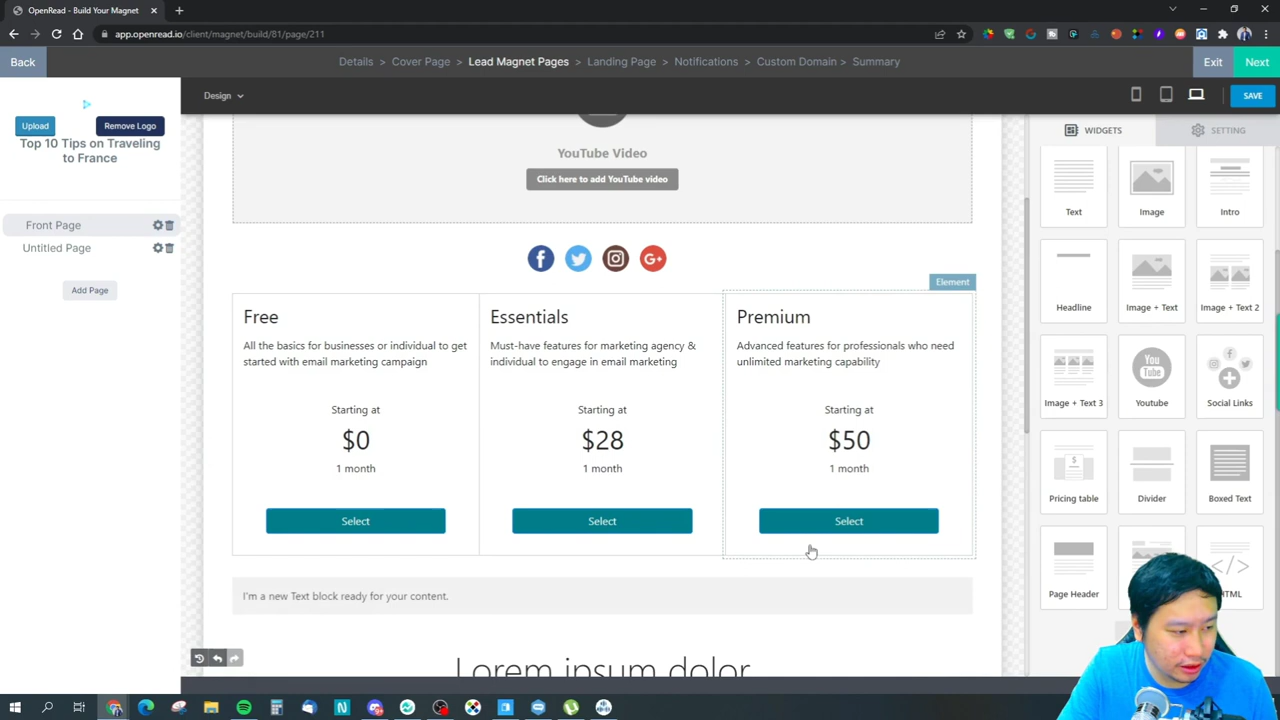 OpenRead - Build Your Magnet
app.openread.io/client/magnet/build/81/page/211
Back
Details > Cover Page > Lead Magnet Pages > Landing Page > Notifications > Custom Domain > Summary
Exit
Next
Design
SAVE
Upload
Remove Logo
Top 10 Tips on Traveling
to France
Front Page
Untitled Page
Add Page
YouTube Video
Click here to add YouTube video
Element
Free
All the basics for businesses or individual to get
started with email marketing campaign
Starting at
$0
1 month
Select
Essentials
Must-have features for marketing agency &
individual to engage in email marketing
Starting at
$28
1 month
Select
Premium
Advanced features for professionals who need
unlimited marketing capability
Starting at
$50
1 month
Select
I'm a new Text block ready for your content.
Lorem ipsum dolor
WIDGETS
SETTING
Text
Image
Intro
Headline
Image + Text
Image + Text 2
Image + Text 3
You
Tube
Youtube
Social Links
Pricing table
Divider
Boxed Text
Page Header